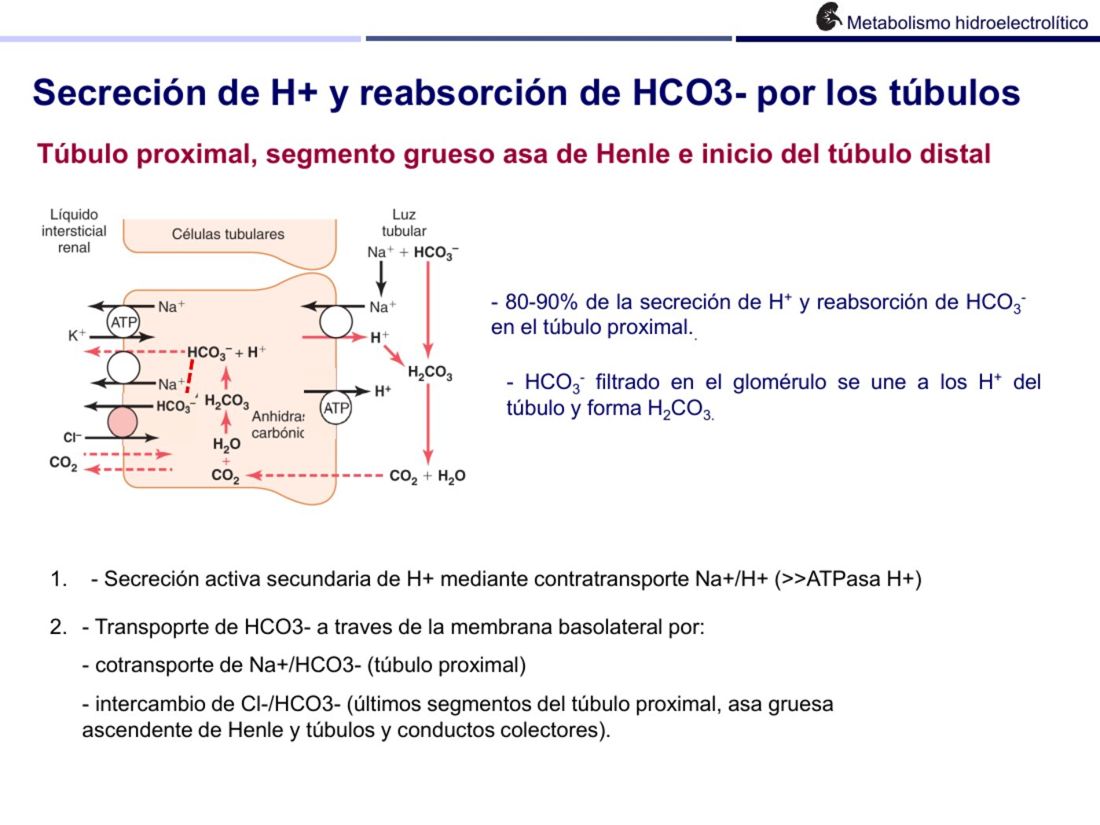 Metabolismo hidroelectrolítico
Secreción de H+ y reabsorción de HCO3- por los túbulos
Túbulo proximal, segmento grueso asa de Henle e inicio del túbulo distal
Líquido
intersticial
renal
Células tubulares
Luz
tubular
Na⁺ + HCO₃⁻
Na⁺
Na⁺
ATP
K⁺
H⁺
HCO₃⁻ + H⁺
H₂CO₃
Na⁺
H⁺
HCO₃⁻
H₂CO₃
ATP
Anhidra
carbónic
Cl⁻
H₂O
CO₂
+
CO₂
CO₂ + H₂O
- 80-90% de la secreción de H⁺ y reabsorción de HCO₃⁻
en el túbulo proximal.
- HCO₃⁻ filtrado en el glomérulo se une a los H⁺ del
túbulo y forma H₂CO₃.
1. - Secreción activa secundaria de H+ mediante contratransporte Na+/H+ (>>ATPasa H+)
2. - Transpoprte de HCO3- a traves de la membrana basolateral por:
- cotransporte de Na+/HCO3- (túbulo proximal)
- intercambio de Cl-/HCO3- (últimos segmentos del túbulo proximal, asa gruesa
ascendente de Henle y túbulos y conductos colectores).